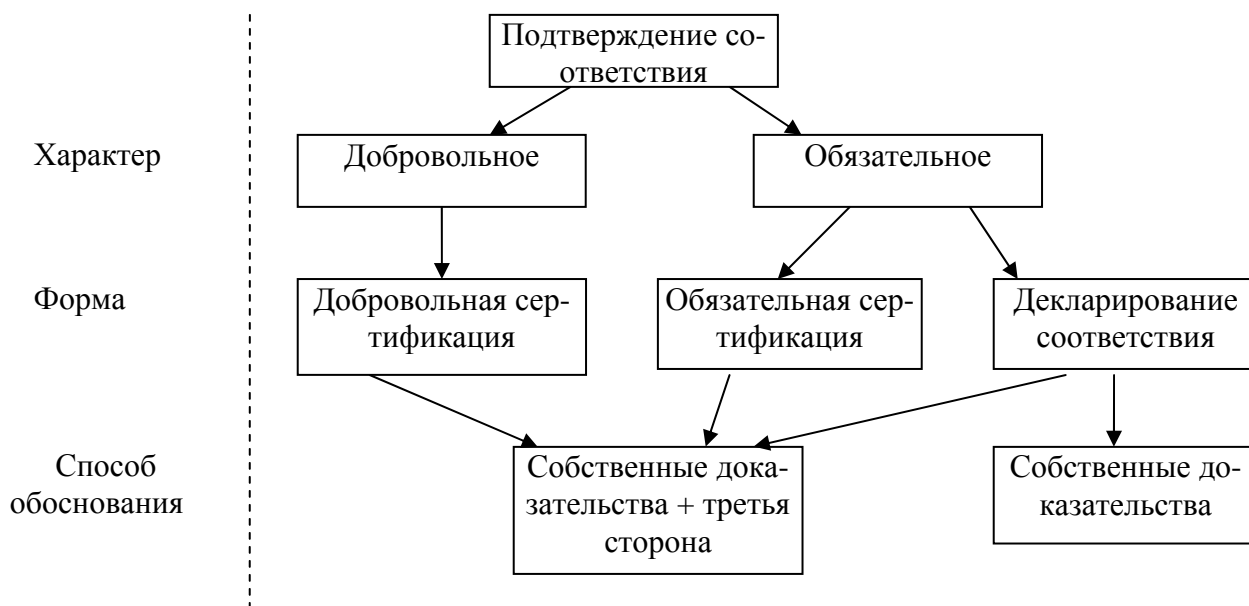 Подтверждение со-
ответствия
Характер
Добровольное
Обязательное
Форма
Добровольная сер-
тификация
Обязательная сер-
тификация
Декларирование
соответствия
Способ
обоснования
Собственные дока-
зательства + третья
сторона
Собственные до-
казательства